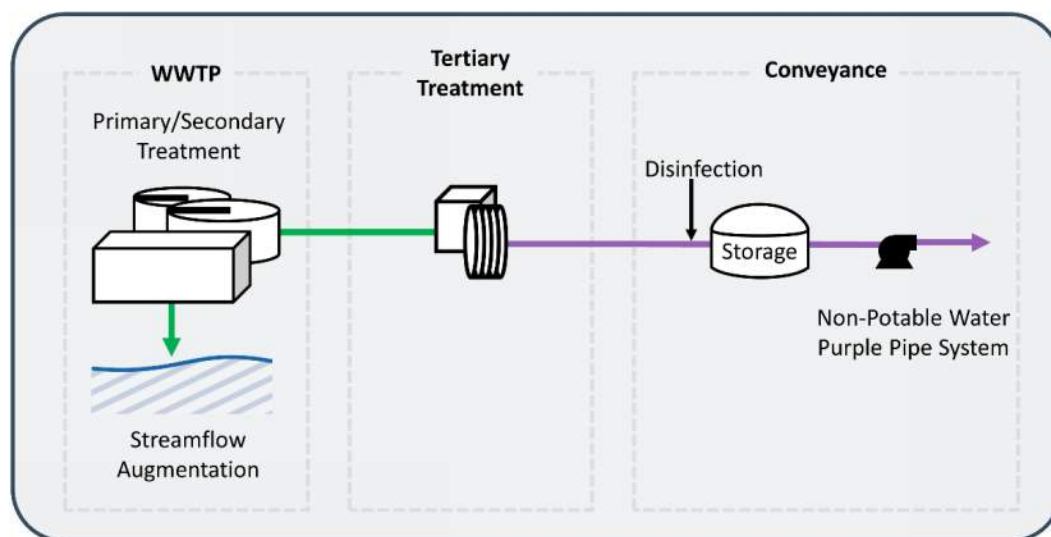 WWTP
Primary/Secondary
Treatment
Streamflow
Augmentation
Tertiary
Treatment
Conveyance
Disinfection
Storage
Non-Potable Water
Purple Pipe System